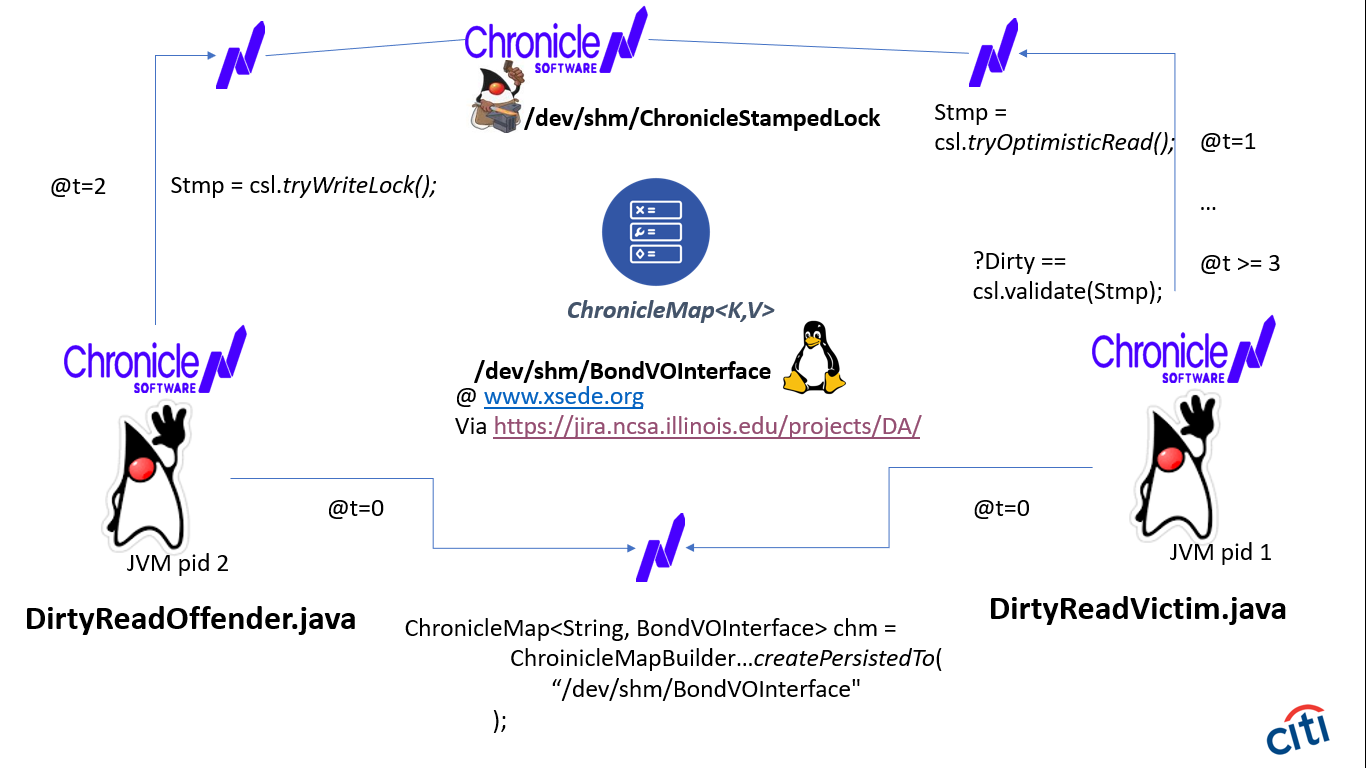 Chronicle
SOFTWARE
/dev/shm/ChronicleStampedLock
Stmp =
csl.tryOptimisticRead();
@t=1
@t=2
Stmp = csl.tryWriteLock();
...
?Dirty ==
csl.validate(Stmp);
@t >= 3
ChronicleMap<K,V>
Chronicle
SOFTWARE
/dev/shm/BondVOInterface
@ www.xsede.org
Via https://jira.ncsa.illinois.edu/projects/DA/
Chronicle
SOFTWARE
@t=0
@t=0
JVM pid 2
JVM pid 1
DirtyReadOffender.java
DirtyReadVictim.java
ChronicleMap<String, BondVOInterface> chm =
ChroinicleMapBuilder…createPersistedTo(
“/dev/shm/BondVOInterface"
);
citi